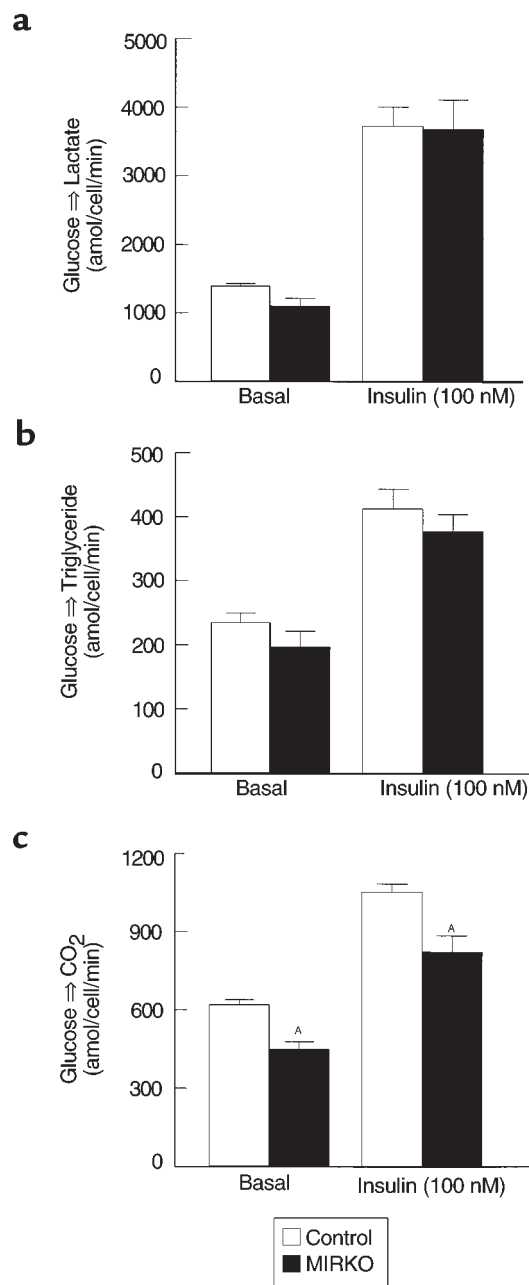 a
Glucose ⇒ Lactate
(amol/cell/min)
5000
4000
3000
2000
1000
0
Basal
Insulin (100 nM)
b
Glucose ⇒ Triglyceride
(amol/cell/min)
500
400
300
200
100
0
Basal
Insulin (100 nM)
c
Glucose ⇒ CO2
(amol/cell/min)
1200
900
600
300
0
A
A
Basal
Insulin (100 nM)
Control
MIRKO